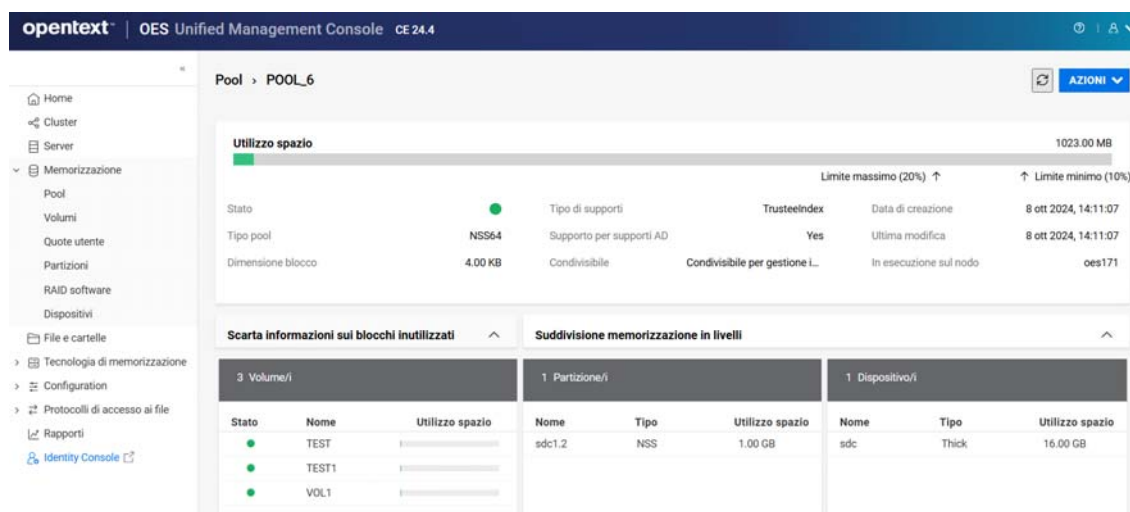 opentext™ | OES Unified Management Console CE 24.4
Pool > POOL_6
AZIONI
Home
Cluster
Server
Memorizzazione
Pool
Volumi
Quote utente
Partizioni
RAID software
Dispositivi
File e cartelle
Tecnologia di memorizzazione
Configuration
Protocolli di accesso ai file
Rapporti
Identity Console
Utilizzo spazio 1023.00 MB
Limite massimo (20%) ↑ ↑ Limite minimo (10%)
Stato Tipo di supporti TrusteeIndex Data di creazione 8 ott 2024, 14:11:07
Tipo pool NSS64 Supporto per supporti AD Yes Ultima modifica 8 ott 2024, 14:11:07
Dimensione blocco 4.00 KB Condivisibile Condivisibile per gestione i... In esecuzione sul nodo oes171
Scarta informazioni sui blocchi inutilizzati Suddivisione memorizzazione in livelli
3 Volume/i
Stato Nome Utilizzo spazio
TEST
TEST1
VOL1
1 Partizione/i
Nome Tipo Utilizzo spazio
sdc1.2 NSS 1.00 GB
1 Dispositivo/i
Nome Tipo Utilizzo spazio
sdc Thick 16.00 GB